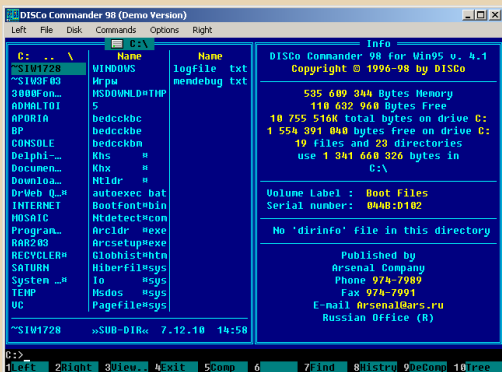 DISCo Commander 98 (Demo Version)
Left File Disk Commands Options Right
C:\
C: .. \ Name Name
~SIW1728 WINDOWS logfile txt
~SIW3F03 Игры mendebug txt
3000Fon… MSDOWNLD¤TMP
ADMALTOI 5
APORIA bedcckbc
BP bedcckbe
CONSOLE bedcckbm
Delphi-… Khs ¤
Documen… Khx ¤
Downloa… Ntldr ¤
DrWeb Q…¤ autoexec bat
INTERNET Bootfont¤bin
MOSAIC Ntdetect¤com
Program… Arcldr ¤exe
RAR203 Arcsetup¤exe
RECYCLER¤ Globhist¤htm
SATURN Hiberfil¤sys
System …¤ Io ¤sys
TEMP Msdos ¤sys
VC Pagefile¤sys
~SIW1728 »SUB-DIR« 7.12.10 14:58
Info
DISCo Commander 98 for Win95 v. 4.1
Copyright © 1996-98 by DISCo
535 609 344 Bytes Memory
110 632 960 Bytes Free
10 755 516K total bytes on drive C:
1 554 391 040 bytes free on drive C:
19 files and 23 directories
use 1 341 660 326 bytes in
C:\
Volume Label : Boot Files
Serial number: 044B:D102
No 'dirinfo' file in this directory
Published by
Arsenal Company
Phone 974-7989
Fax 974-7991
E-mail Arsenal@ars.ru
Russian Office (R)
C:>_
1Left 2Right 3View.. 4Exit 5Comp 6 7Find 8Histry 9DeComp 10Tree